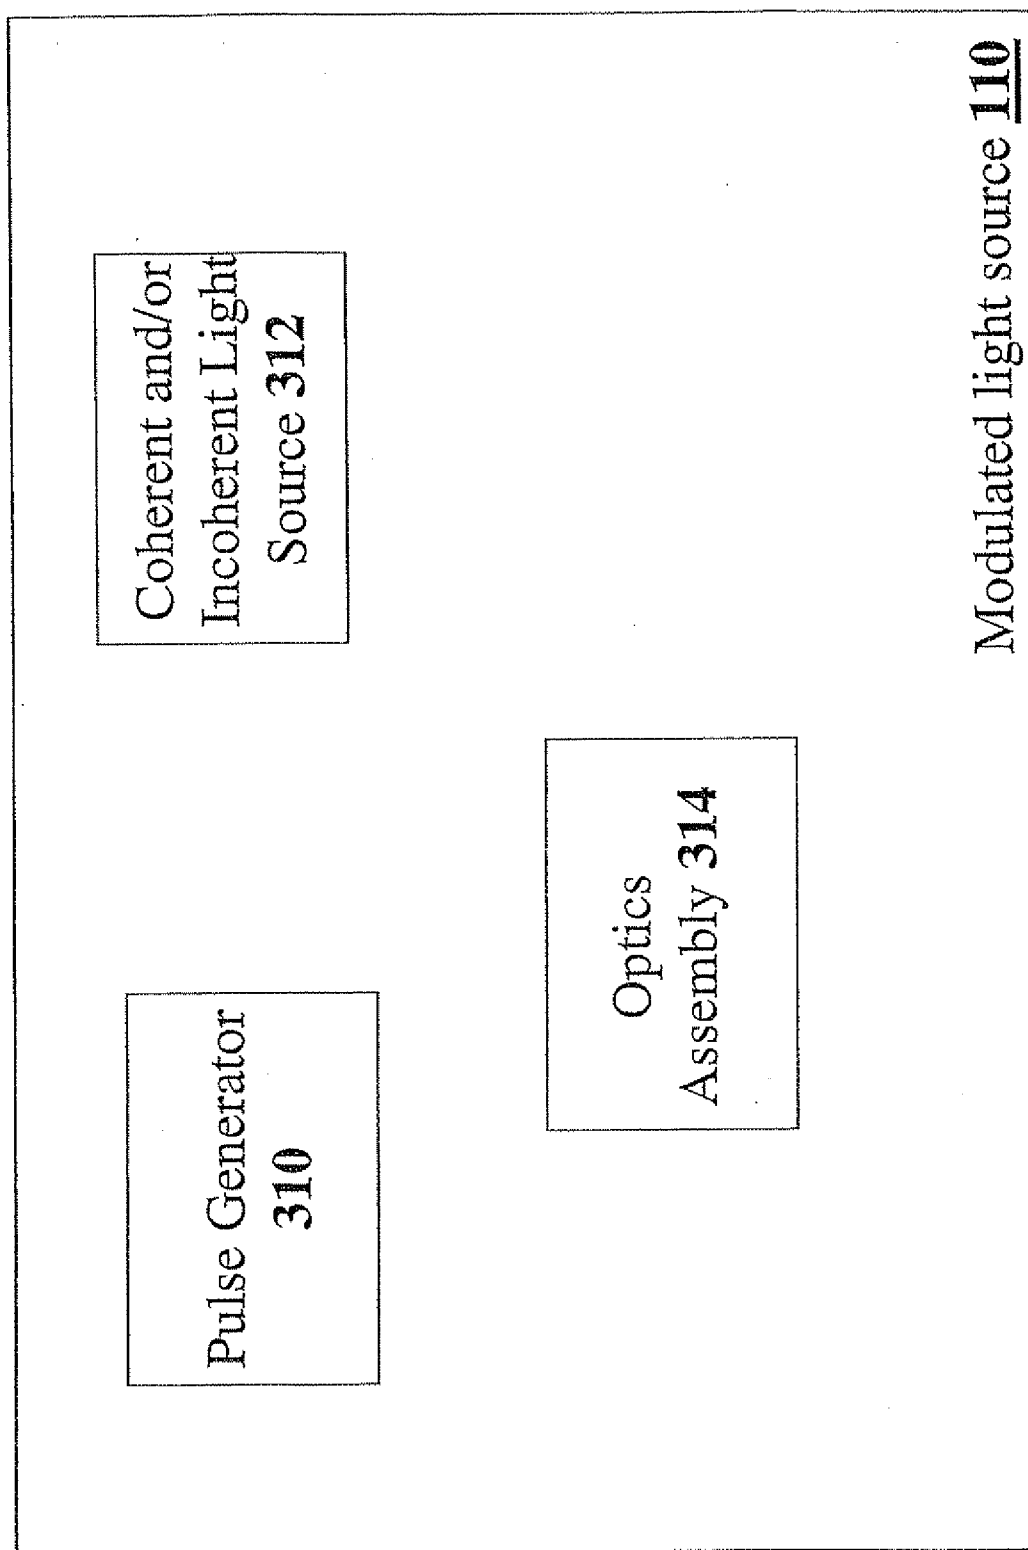 Pulse Generator
310
Coherent and/or
Incoherent Light
Source 312
Optics
Assembly 314
Modulated light source 110